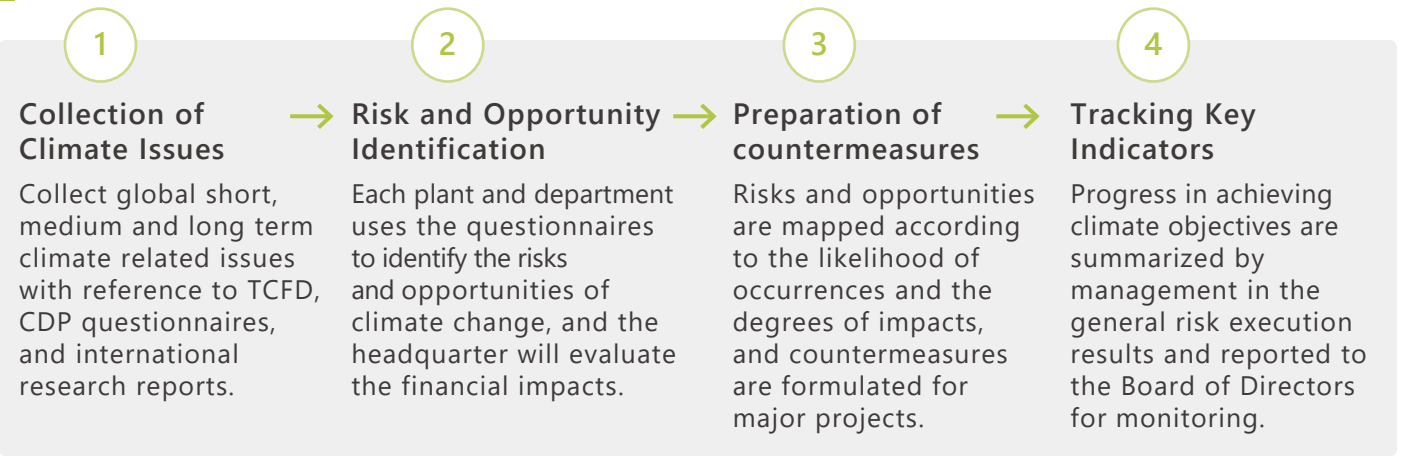 1
Collection of
Climate Issues
Collect global short,
medium and long term
climate related issues
with reference to TCFD,
CDP questionnaires,
and international
research reports.
2
Risk and Opportunity
Identification
Each plant and department
uses the questionnaires
to identify the risks
and opportunities of
climate change, and the
headquarter will evaluate
the financial impacts.
3
Preparation of
countermeasures
Risks and opportunities
are mapped according
to the likelihood of
occurrences and the
degrees of impacts,
and countermeasures
are formulated for
major projects.
4
Tracking Key
Indicators
Progress in achieving
climate objectives are
summarized by
management in the
general risk execution
results and reported to
the Board of Directors
for monitoring.